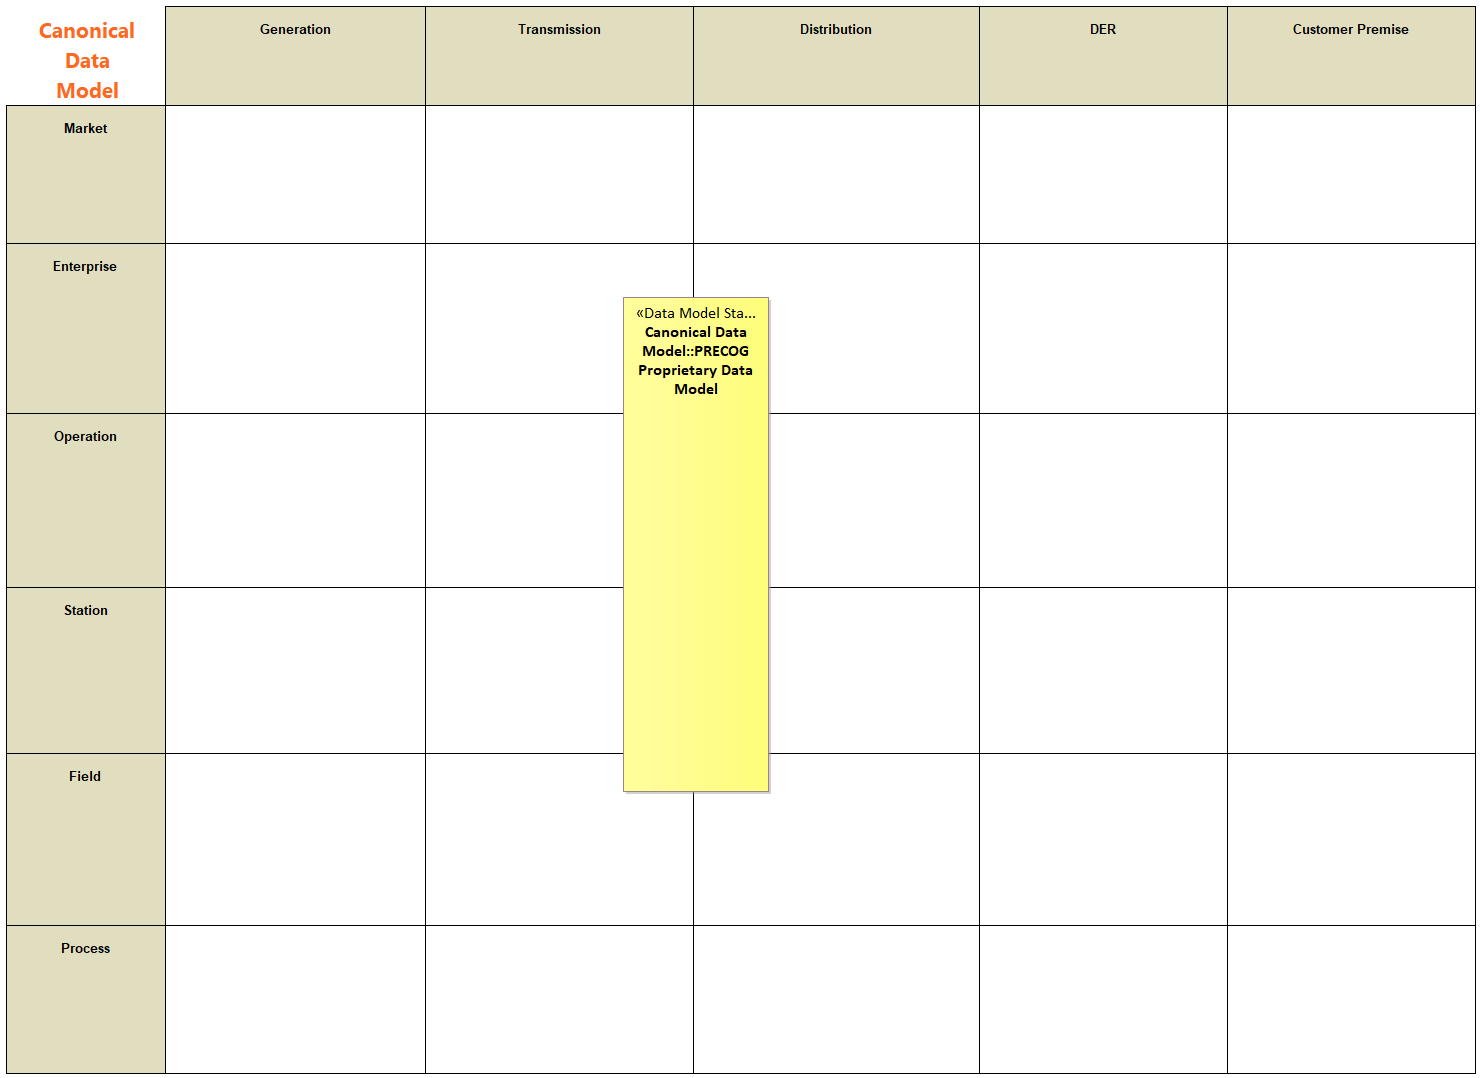 Canonical
Data
Model
Generation
Transmission
Distribution
DER
Customer Premise
Market
Enterprise
«Data Model Sta...
Canonical Data
Model::PRECOG
Proprietary Data
Model
Operation
Station
Field
Process